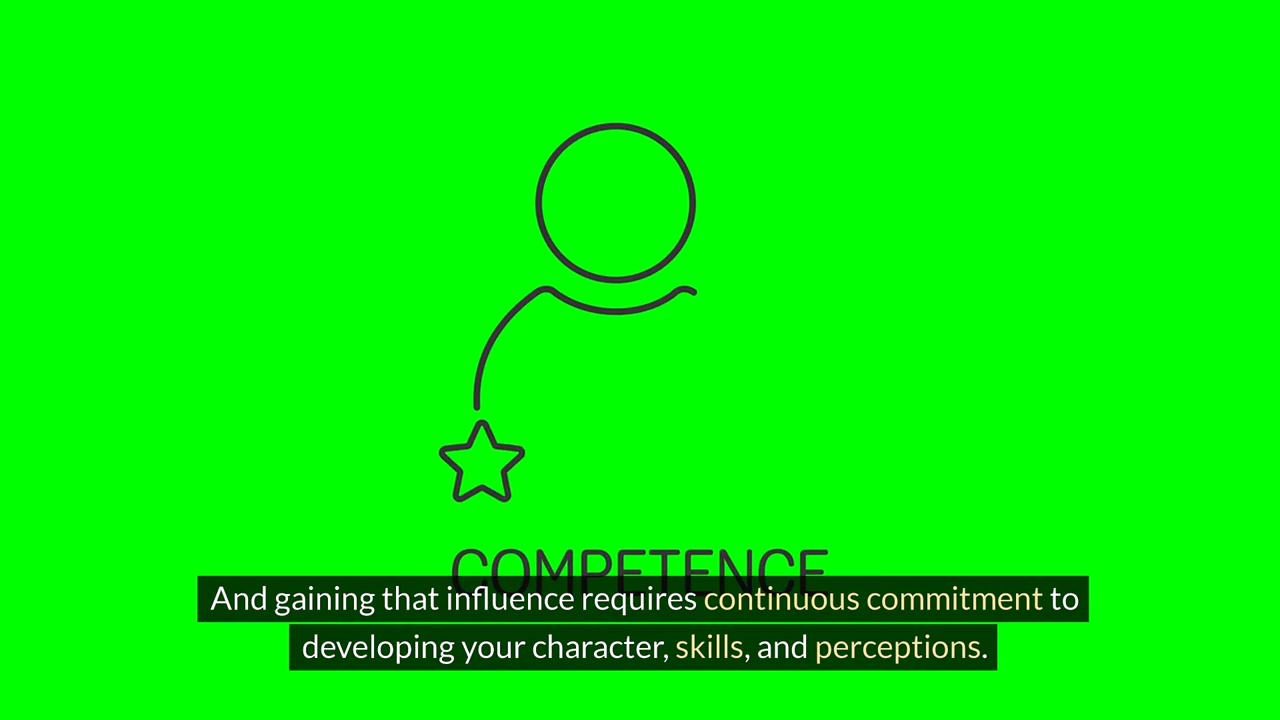 COMPETENCE
And gaining that influence requires continuous commitment to
developing your character, skills, and perceptions.